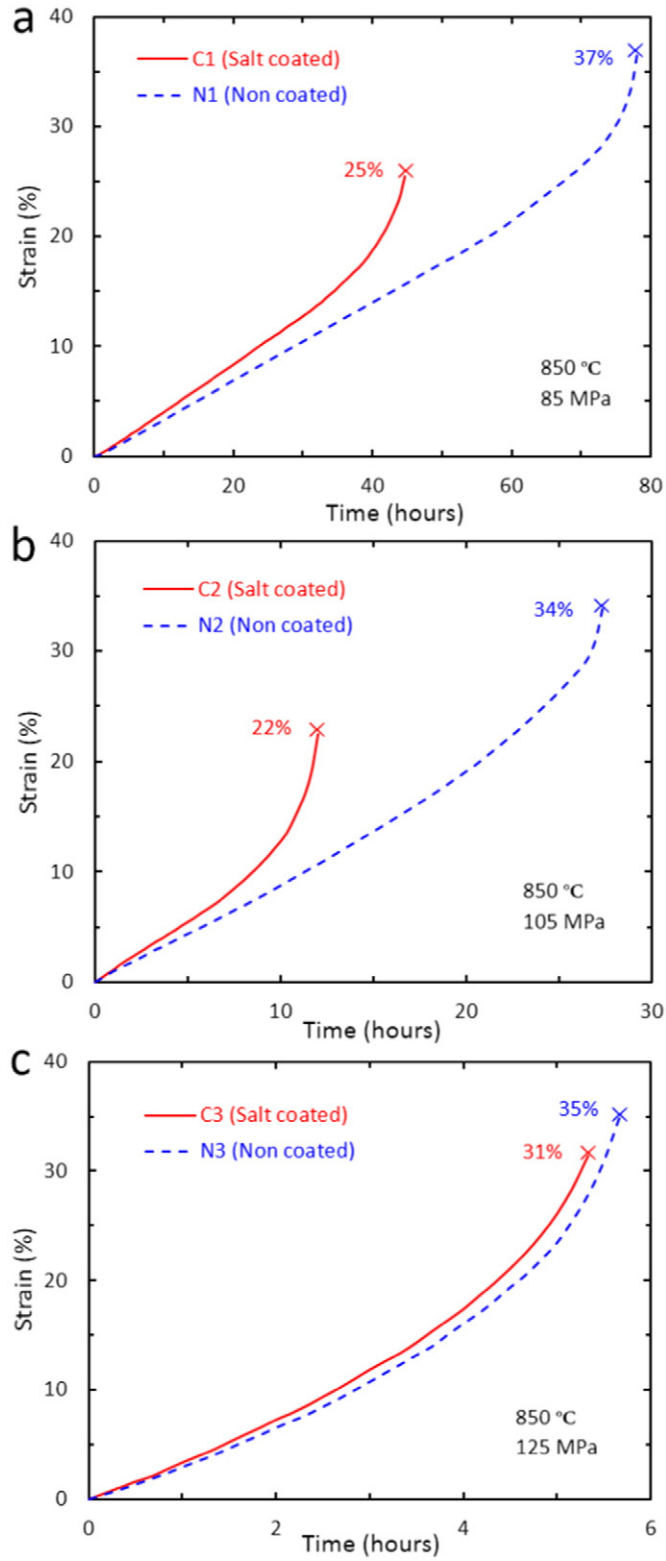 a
40
C1 (Salt coated)
37%
N1 (Non coated)
30
25%
Strain (%)
20
10
850 °C
85 MPa
0
0 20 40 60 80
Time (hours)
b
40
C2 (Salt coated)
34%
N2 (Non coated)
30
22%
Strain (%)
20
10
850 °C
105 MPa
0
0 10 20 30
Time (hours)
c
40
35%
C3 (Salt coated)
N3 (Non coated)
31%
30
Strain (%)
20
10
850 °C
125 MPa
0
0 2 4 6
Time (hours)